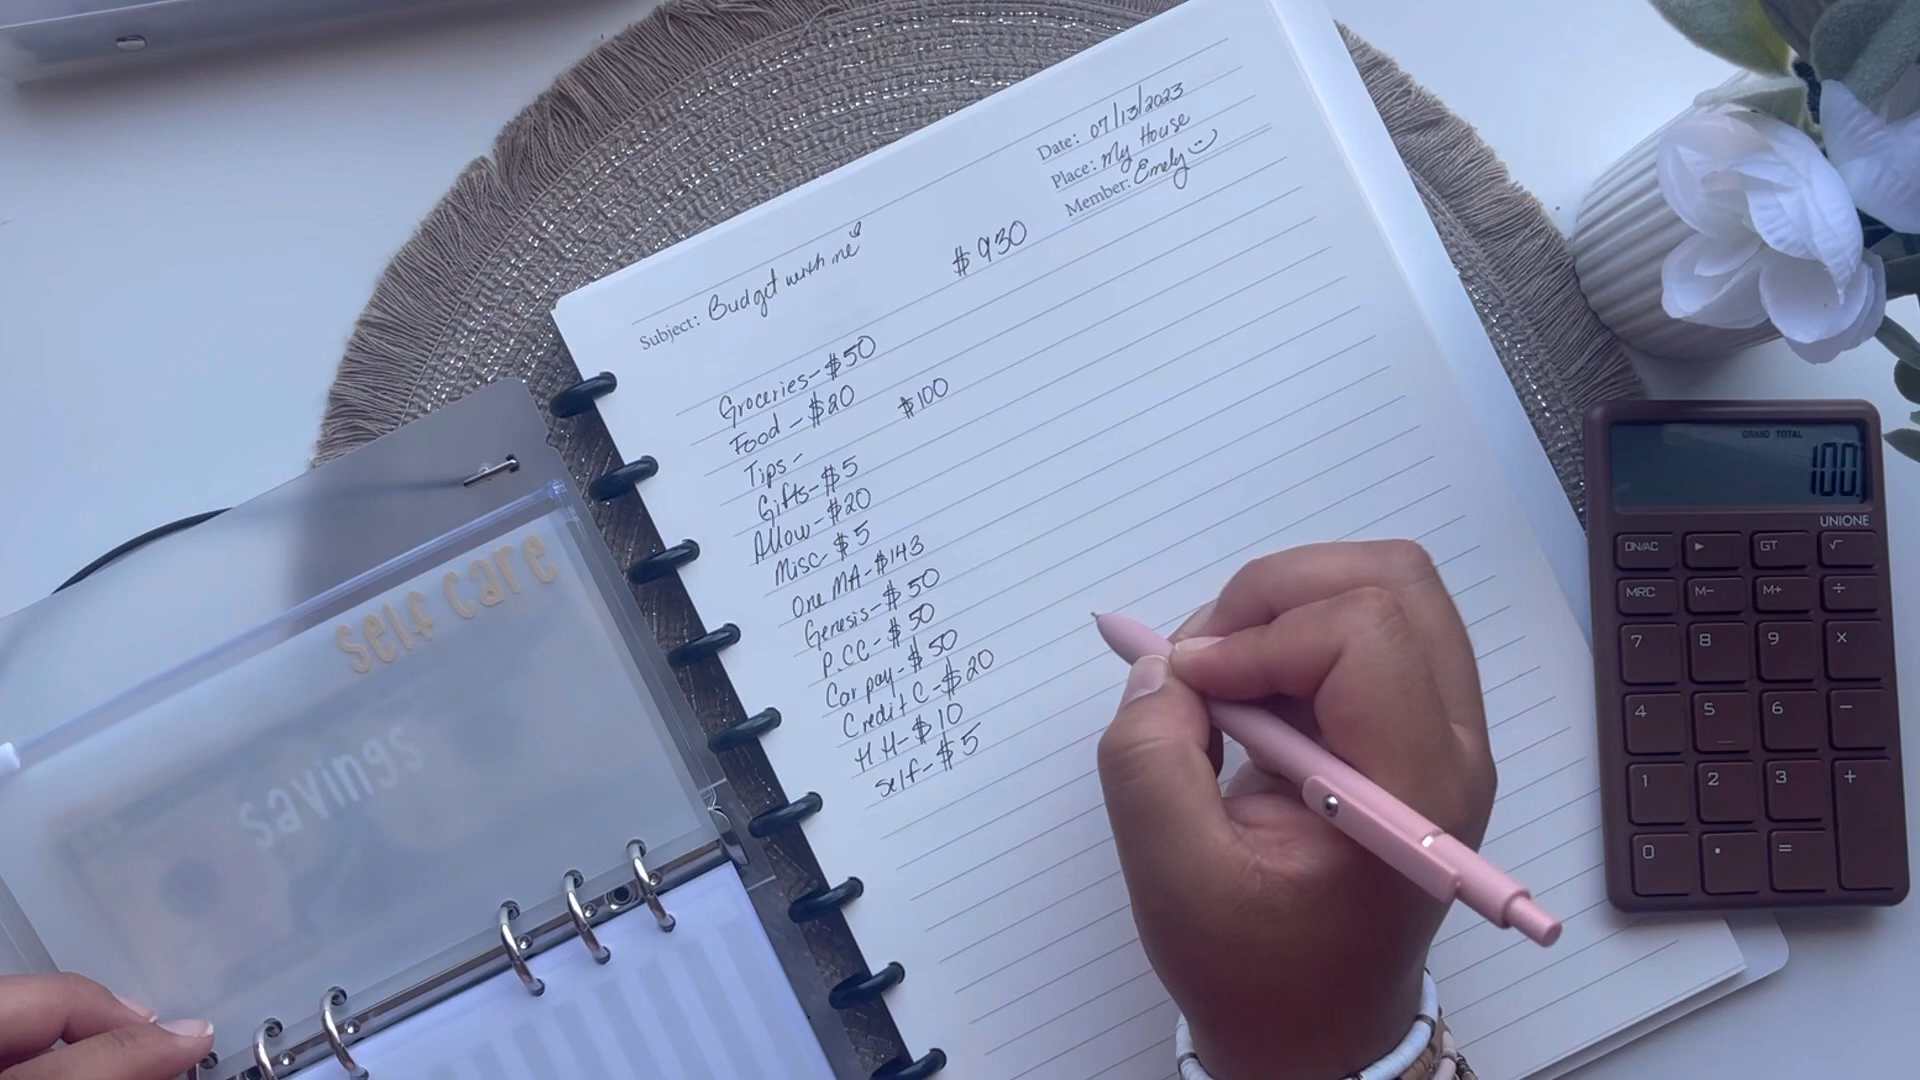 Date: 07/13/2023
Place: My House
Member: Emely
Subject: Budget with me
$930
Groceries - $50
Food - $20
Tips -
$100
Gifts - $5
Allow - $20
Misc - $5
One MA - $143
Genesis - $50
P.CC - $50
Car pay - $50
Credit C - $20
HH - $10
self - $5
self care
savings
GRAND TOTAL
100.
UNIONE
ON/AC ▶ GT √
MRC M- M+ ÷
7 8 9 x
4 5 6 -
1 2 3 +
0 . =